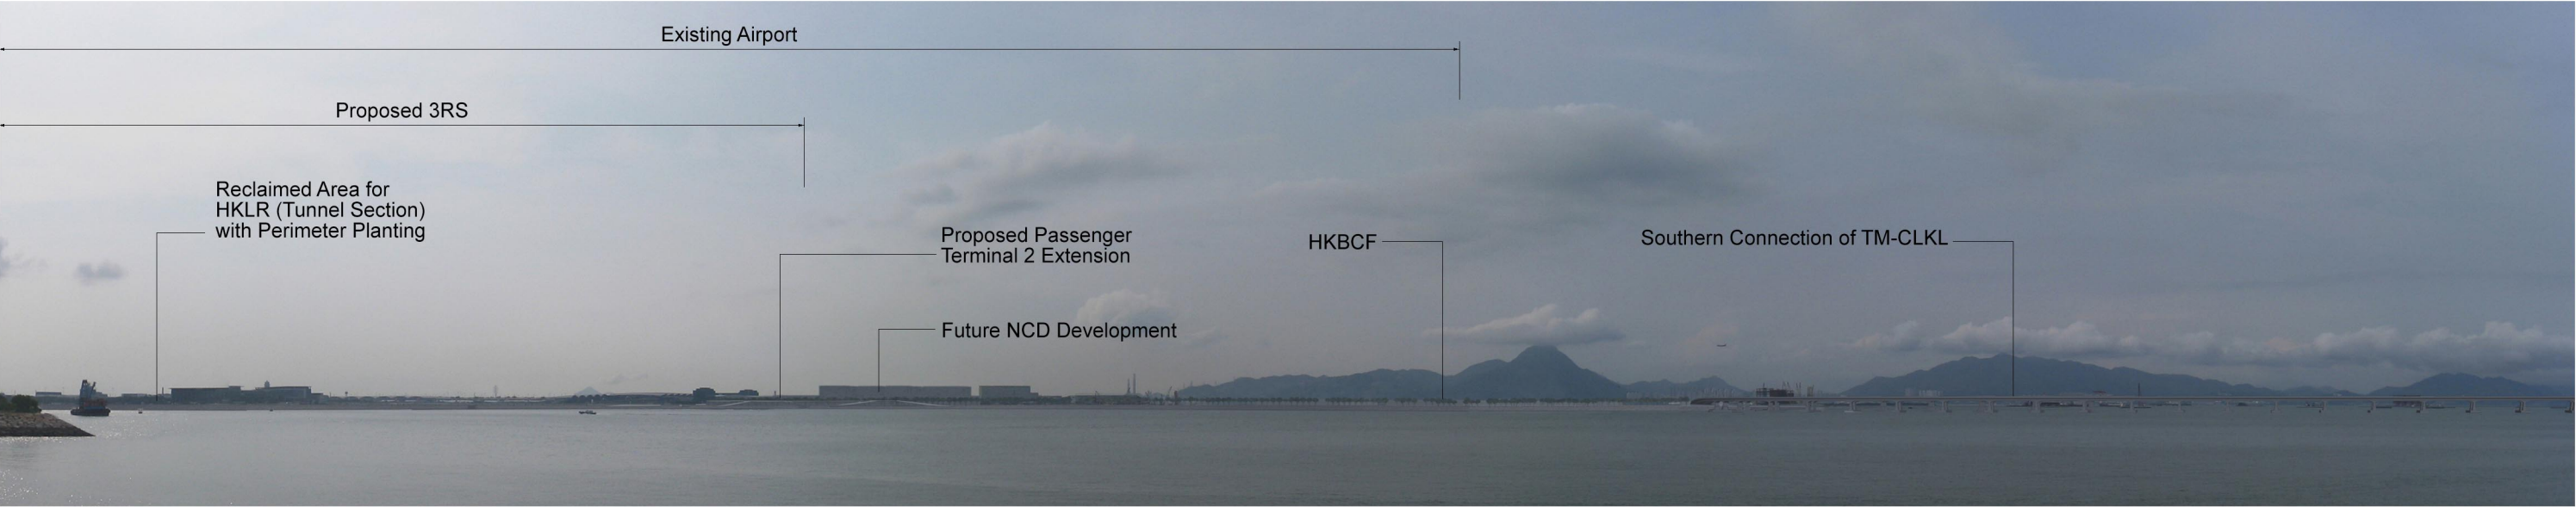 Existing Airport
Proposed 3RS
Reclaimed Area for
HKLR (Tunnel Section)
with Perimeter Planting
Proposed Passenger
Terminal 2 Extension
Future NCD Development
HKBCF
Southern Connection of TM-CLKL